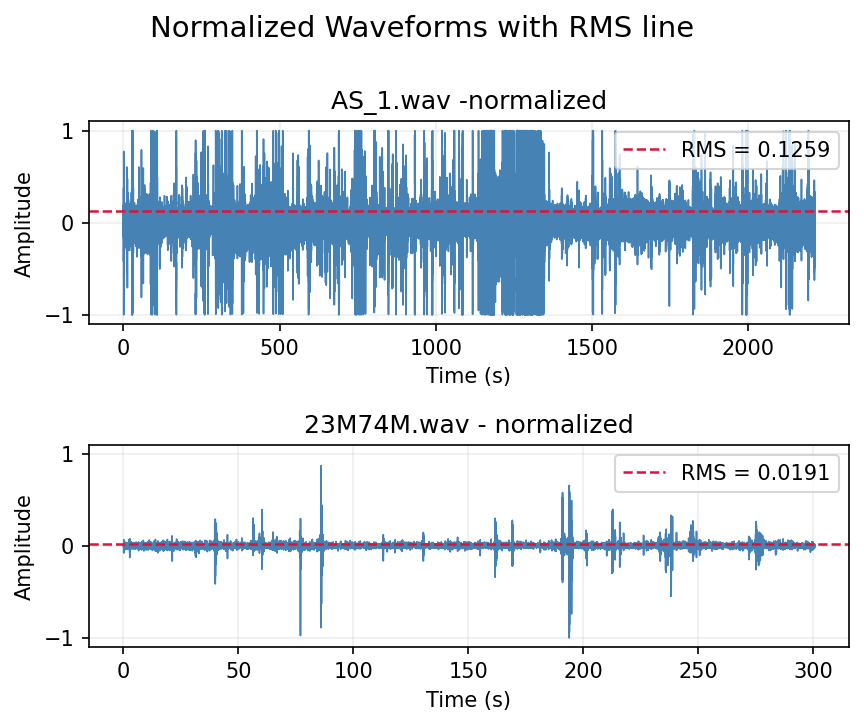 Normalized Waveforms with RMS line
AS_1.wav -normalized
RMS = 0.1259
Amplitude
1
0
−1
0 500 1000 1500 2000
Time (s)
23M74M.wav - normalized
RMS = 0.0191
Amplitude
1
0
−1
0 50 100 150 200 250 300
Time (s)